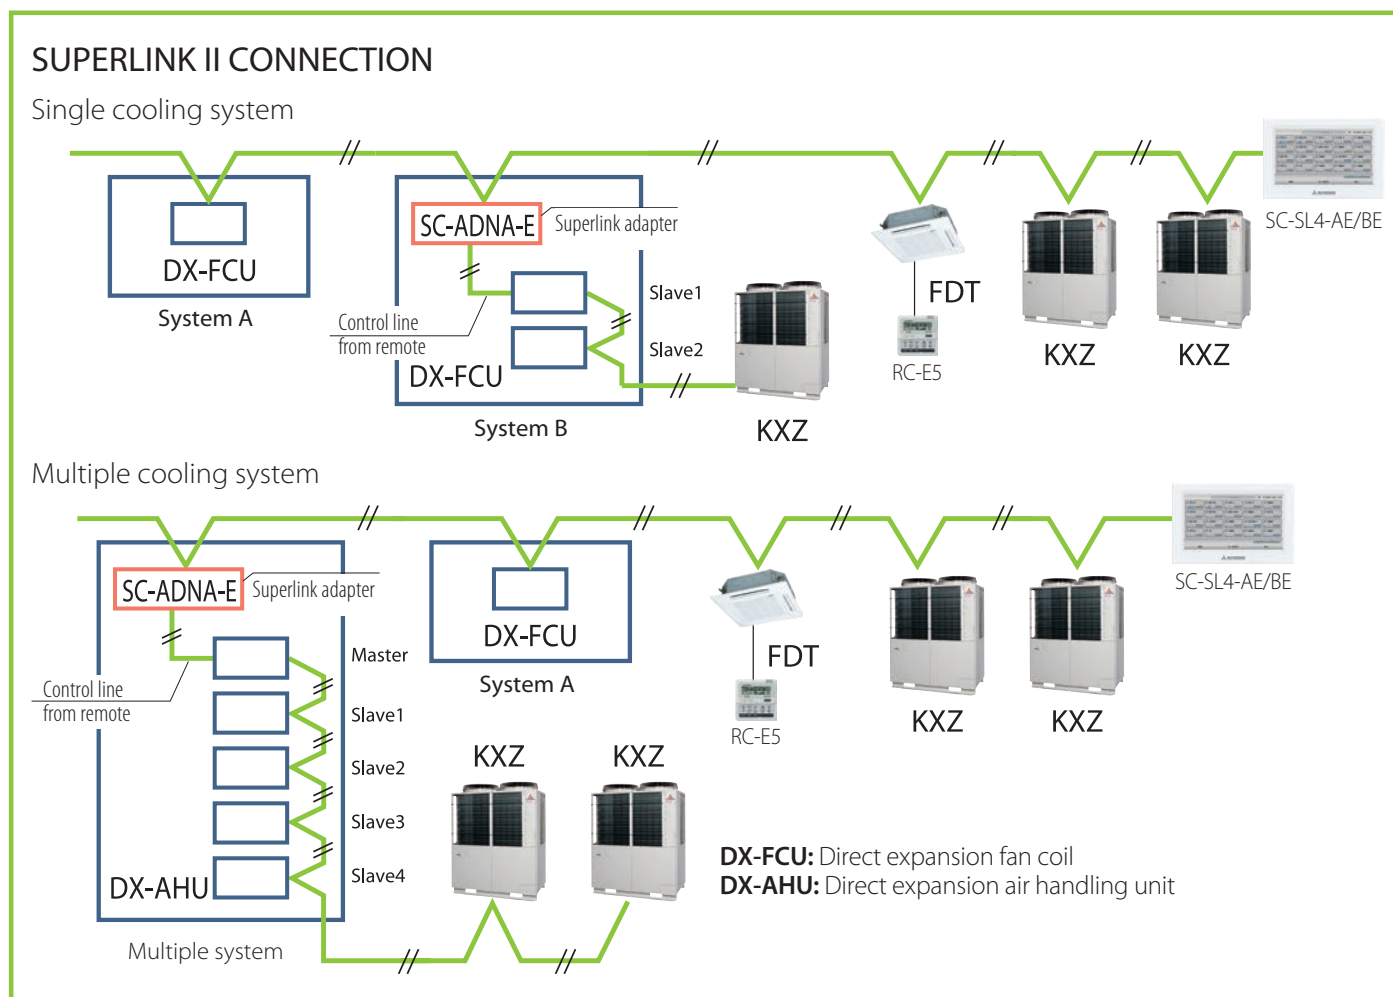 SUPERLINK II CONNECTION
Single cooling system
SC-SL4-AE/BE
SC-ADNA-E
Superlink adapter
DX-FCU
System A
Control line
from remote
Slave1
Slave2
DX-FCU
System B
KXZ
FDT
RC-E5
KXZ
KXZ
Multiple cooling system
SC-SL4-AE/BE
SC-ADNA-E
Superlink adapter
DX-FCU
System A
Master
Control line
from remote
Slave1
Slave2
Slave3
Slave4
DX-AHU
Multiple system
KXZ
KXZ
FDT
RC-E5
KXZ
KXZ
DX-FCU: Direct expansion fan coil
DX-AHU: Direct expansion air handling unit